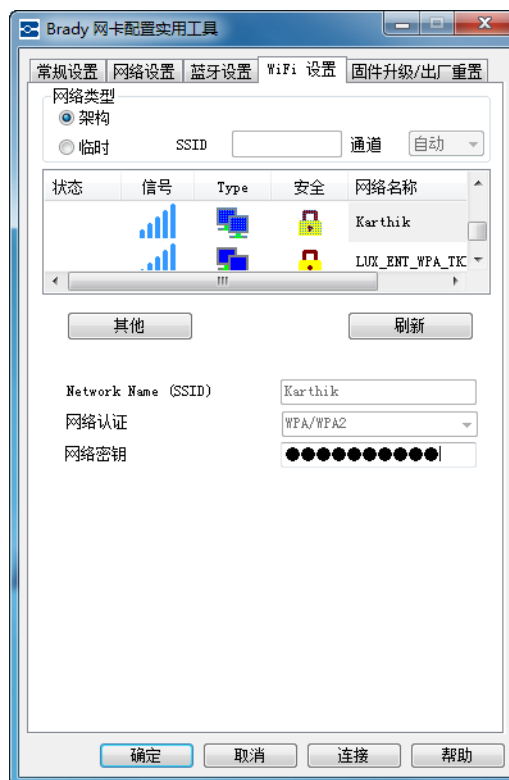 Brady 网卡配置实用工具
常规设置 网络设置 蓝牙设置 WiFi 设置 固件升级/出厂重置
网络类型
架构
临时 SSID 通道 自动
状态 信号 Type 安全 网络名称
Karthik
LUX_ENT_WPA_TK
其他 刷新
Network Name (SSID) Karthik
网络认证 WPA/WPA2
网络密钥 ●●●●●●●●●●
确定 取消 连接 帮助